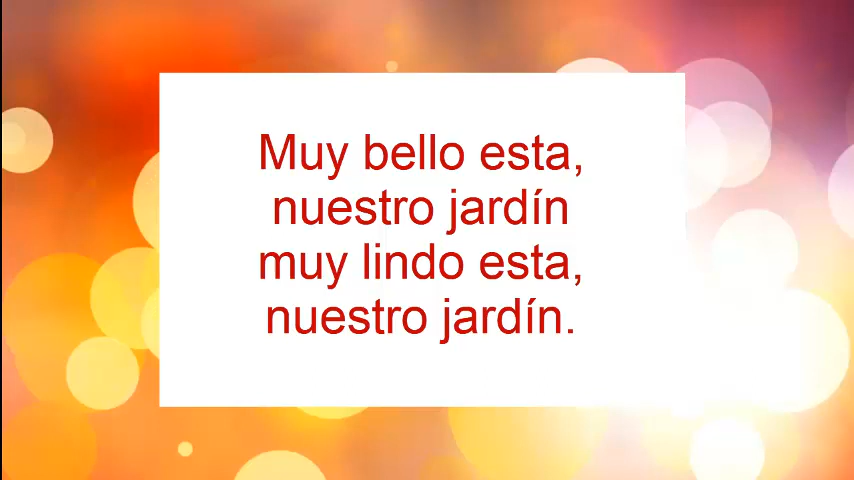 Muy bello esta,
nuestro jardín
muy lindo esta,
nuestro jardín.